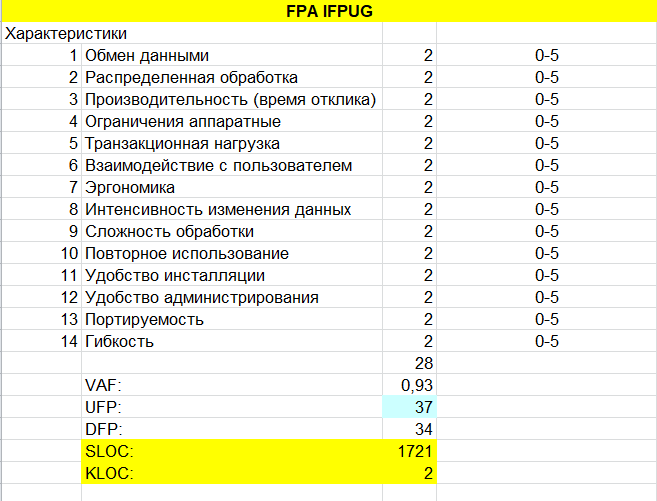 FPA IFPUG
Характеристики
1 Обмен данными 2 0-5
2 Распределенная обработка 2 0-5
3 Производительность (время отклика) 2 0-5
4 Ограничения аппаратные 2 0-5
5 Транзакционная нагрузка 2 0-5
6 Взаимодействие с пользователем 2 0-5
7 Эргономика 2 0-5
8 Интенсивность изменения данных 2 0-5
9 Сложность обработки 2 0-5
10 Повторное использование 2 0-5
11 Удобство инсталляции 2 0-5
12 Удобство администрирования 2 0-5
13 Портируемость 2 0-5
14 Гибкость 2 0-5
28
VAF: 0,93
UFP: 37
DFP: 34
SLOC: 1721
KLOC: 2